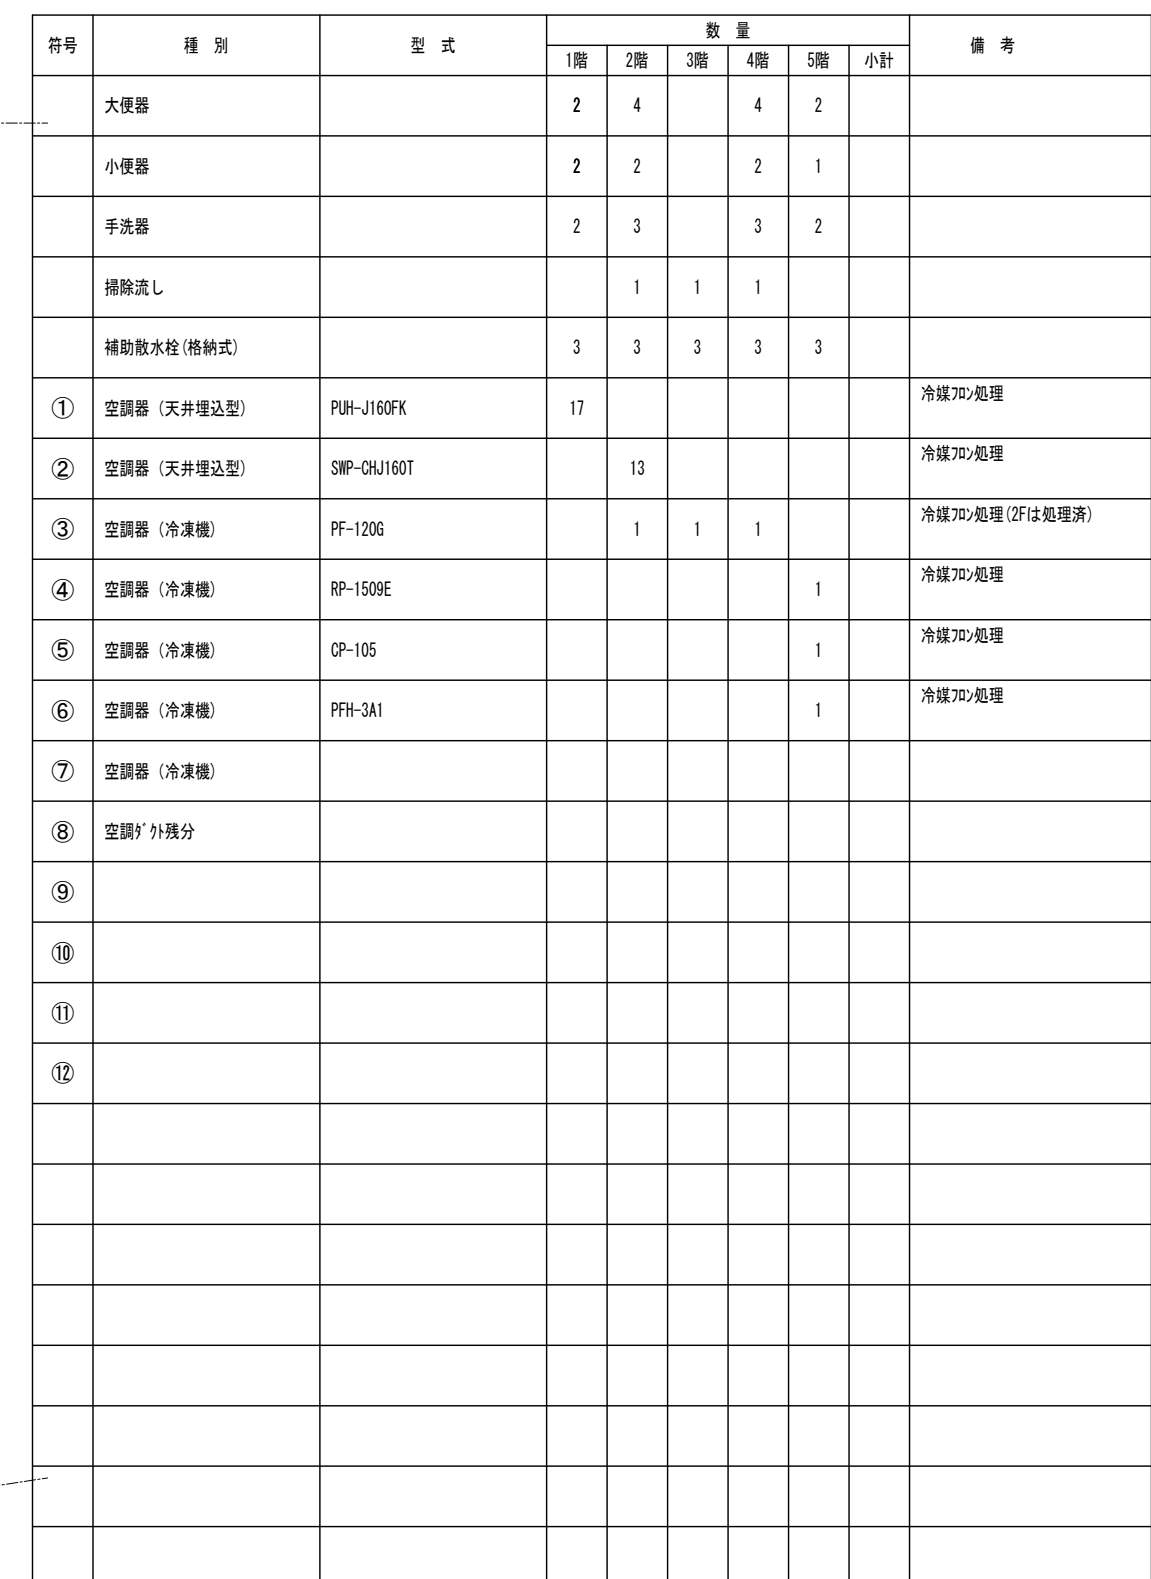 符号 種 別 型 式 数 量 備 考
1階 2階 3階 4階 5階 小計
大便器 2 4 4 2
小便器 2 2 2 1
手洗器 2 3 3 2
掃除流し 1 1 1
補助散水栓(格納式) 3 3 3 3 3
① 空調器 (天井埋込型) PUH-J160FK 17 冷媒フロン処理
② 空調器 (天井埋込型) SWP-CHJ160T 13 冷媒フロン処理
③ 空調器 (冷凍機) PF-120G 1 1 1 冷媒フロン処理(2Fは処理済)
④ 空調器 (冷凍機) RP-1509E 1 冷媒フロン処理
⑤ 空調器 (冷凍機) CP-105 1 冷媒フロン処理
⑥ 空調器 (冷凍機) PFH-3A1 1 冷媒フロン処理
⑦ 空調器 (冷凍機)
⑧ 空調ダクト残分
⑨
⑩
⑪
⑫